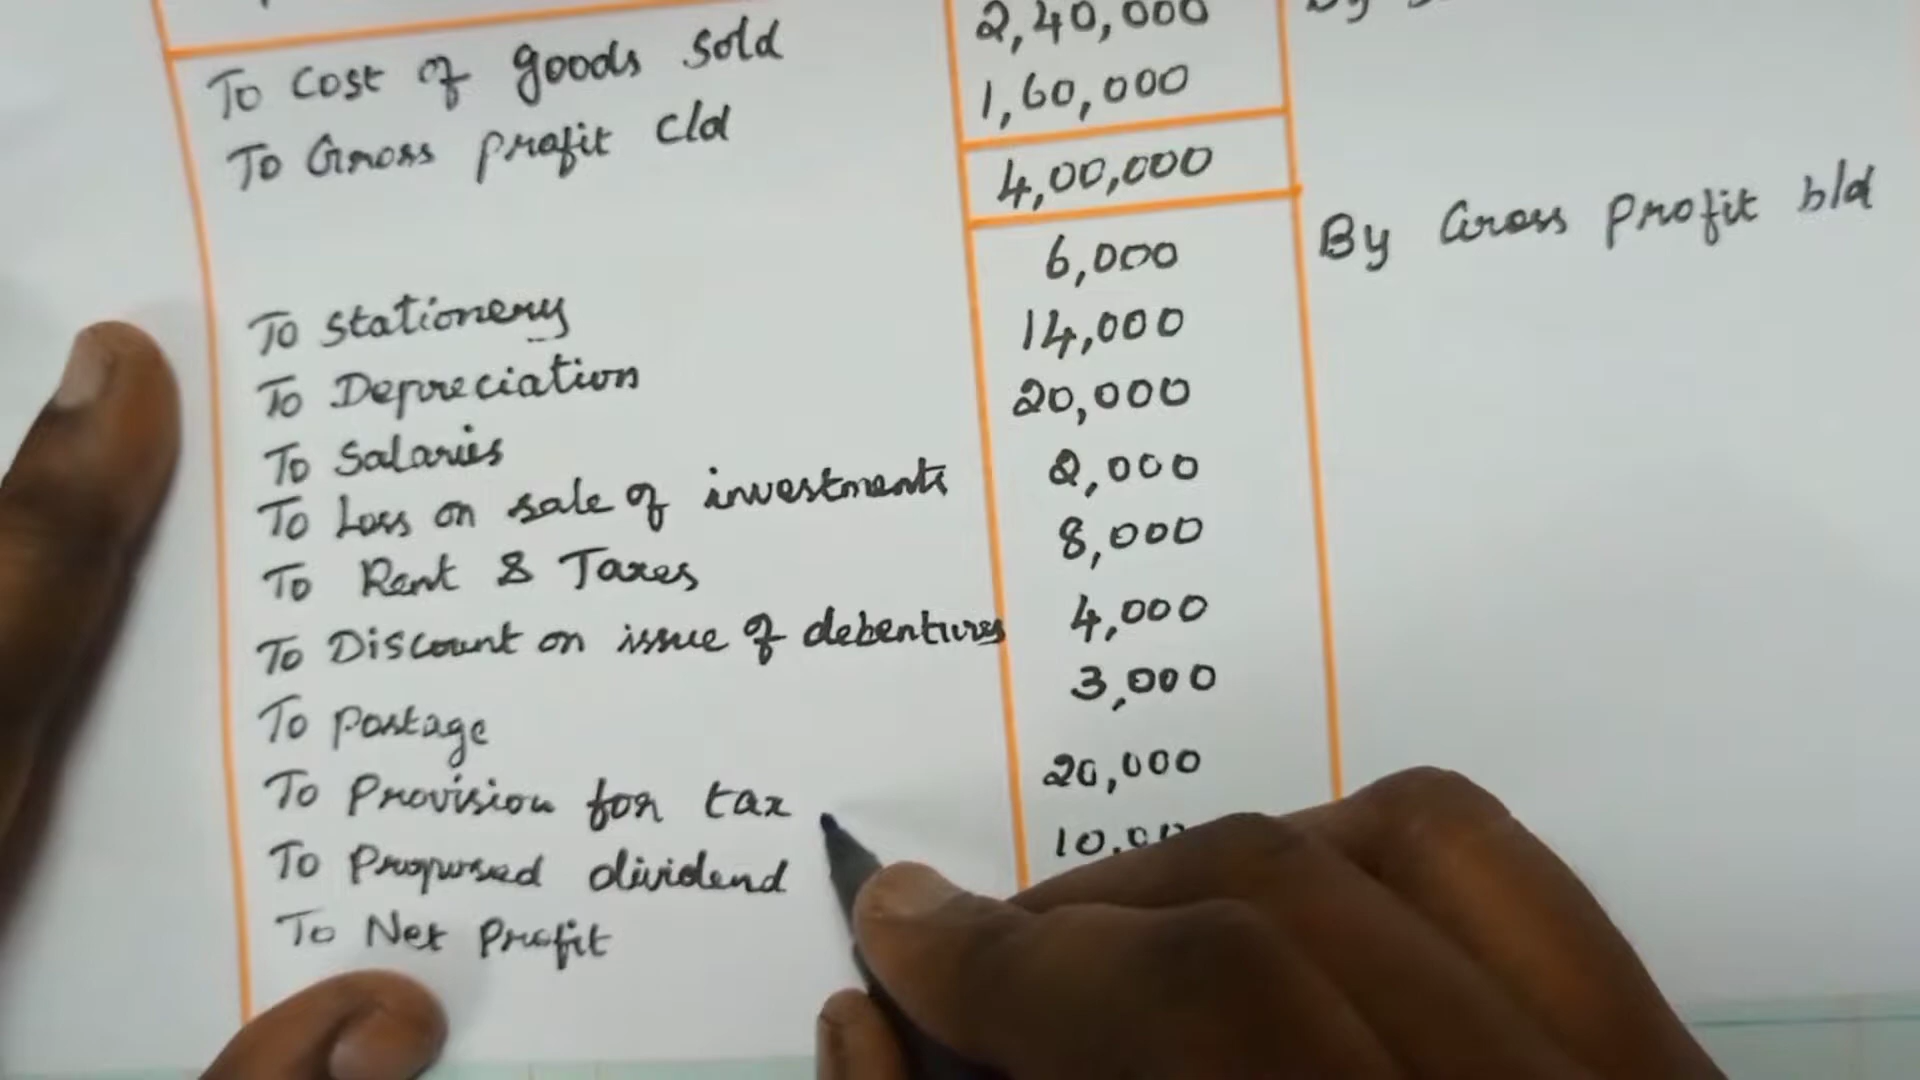 To Cost of goods sold 2,40,000
To Gross profit c/d 1,60,000
4,00,000
By Gross Profit b/d
To Stationery 6,000
To Depreciation 14,000
To Salaries 20,000
To Loss on sale of investments 2,000
To Rent & Taxes 8,000
To Discount on issue of debentures 4,000
To postage 3,000
To Provision for tax 20,000
To Proposed dividend
To Net Profit